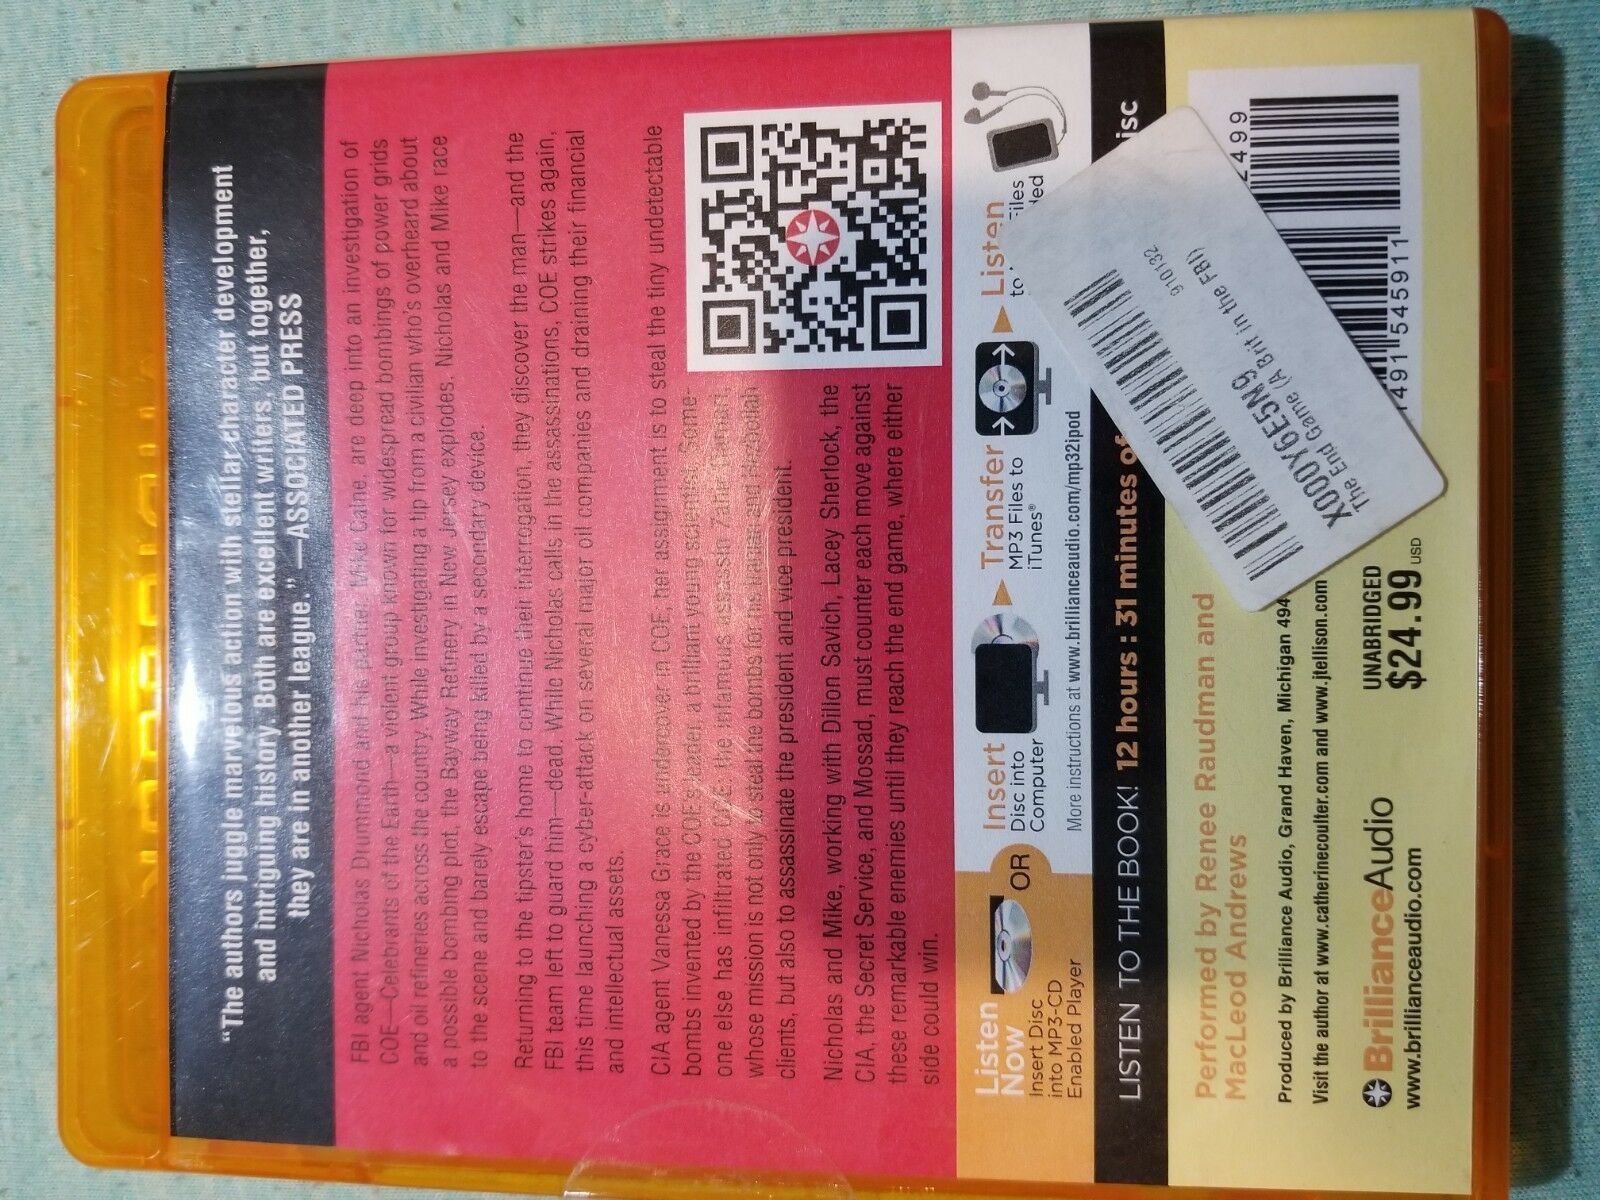 “The authors juggle marvelous action with stellar character development
and intriguing history. Both are excellent writers, but together,
they are in another league.” —ASSOCIATED PRESS
FBI agent Nicholas Drummond and his partner, Mike Caine, are deep into an investigation of
COE—Celebrants of the Earth—a violent group known for widespread bombings of power grids
and oil refineries across the country. While investigating a tip from a civilian who's overheard about
a possible bombing plot, the Bayway Refinery in New Jersey explodes. Nicholas and Mike race
to the scene and barely escape being killed by a secondary device.
Returning to the tipster's home to continue their interrogation, they discover the man—and the
FBI team left to guard him—dead. While Nicholas calls in the assassinations, COE strikes again,
this time launching a cyber-attack on several major oil companies and draining their financial
and intellectual assets.
CIA agent Vanessa Grace is undercover in COE, her assignment is to steal the tiny undetectable
bombs invented by the COE's leader, a brilliant young scientist. Some-
one else has infiltrated COE: the infamous assassin Zahir Damari,
whose mission is not only to steal the bombs for his Iranian and Hezbollah
clients, but also to assassinate the president and vice president.
Nicholas and Mike, working with Dillon Savich, Lacey Sherlock, the
CIA, the Secret Service, and Mossad, must counter each move against
these remarkable enemies until they reach the end game, where either
side could win.
Listen
Now
Insert Disc
into MP3-CD
Enabled Player
OR
Insert
Disc into
Computer
Transfer
MP3 Files to
iTunes®
Listen
to
Files
More instructions at www.brillianceaudio.com/mp32ipod
LISTEN TO THE BOOK! 12 hours : 31 minutes of
isc
Performed by Renee Raudman and
MacLeod Andrews
Produced by Brilliance Audio, Grand Haven, Michigan 494
Visit the author at www.catherinecoulter.com and www.jtellison.com
BrillianceAudio
www.brillianceaudio.com
UNABRIDGED
$24.99 USD
2499
491 545911
910132
X000Y6E5N9
The End Game (A Brit in the FBI)